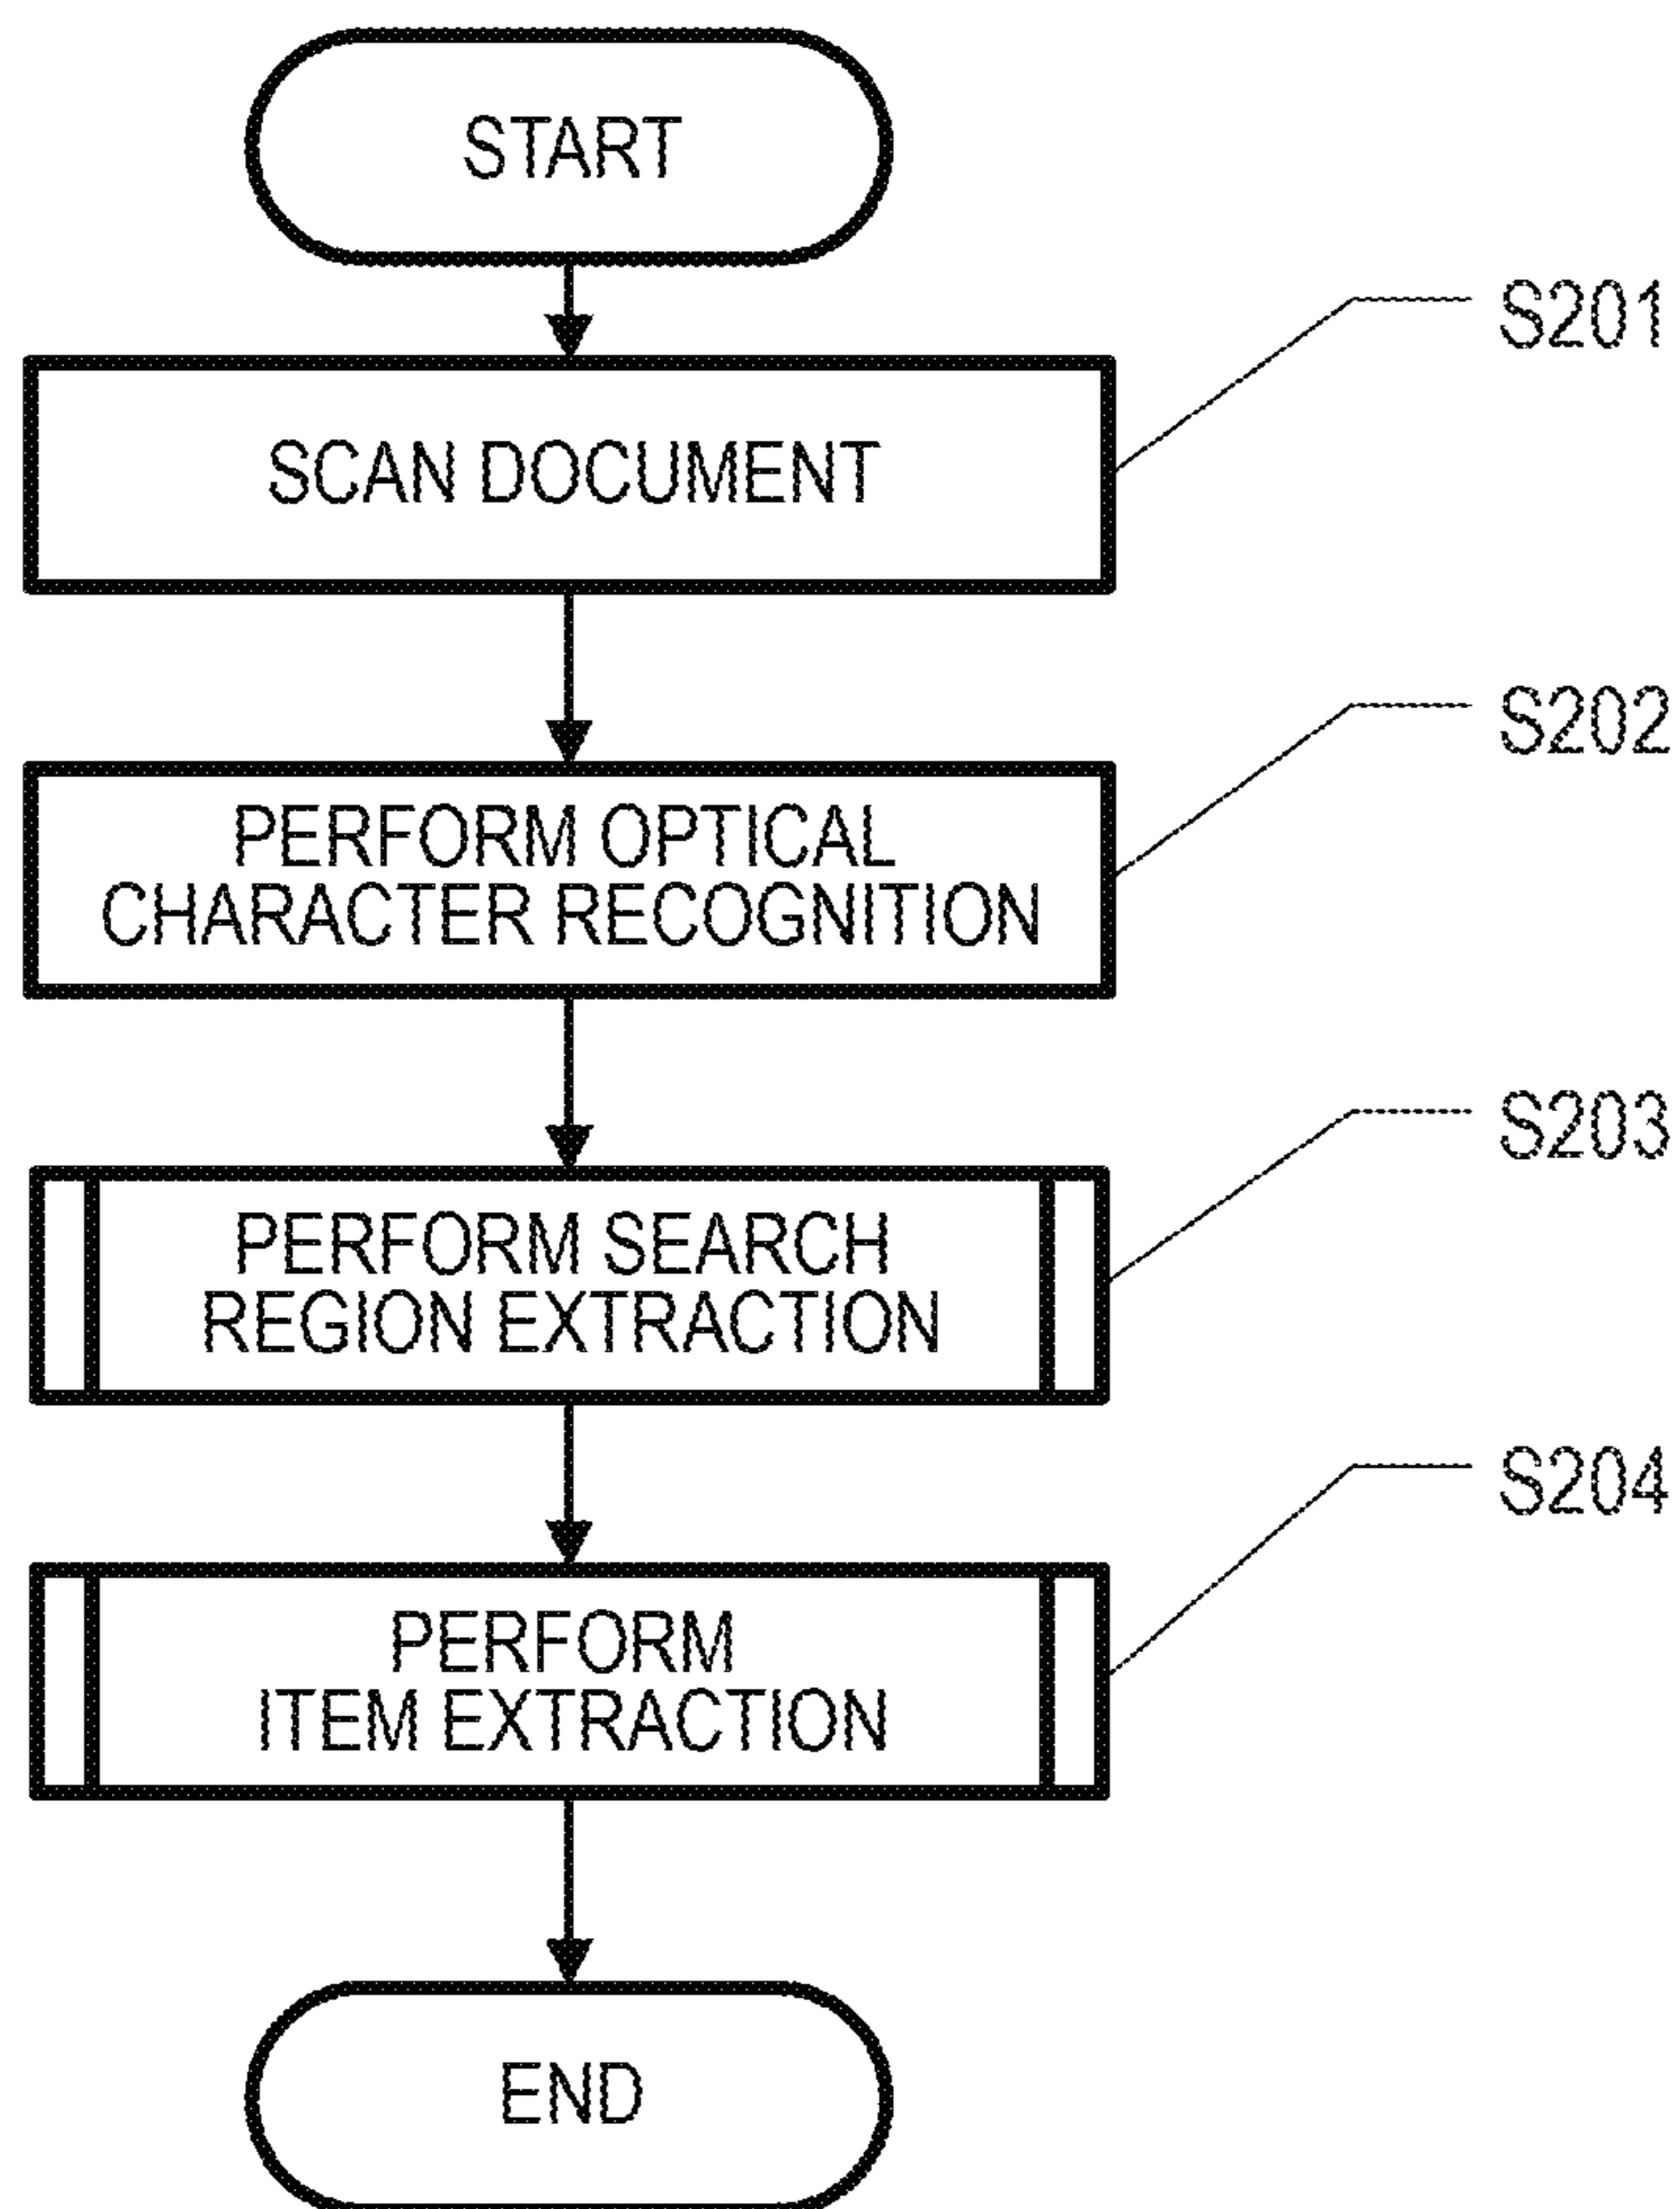 START
S201
SCAN DOCUMENT
S202
PERFORM OPTICAL
CHARACTER RECOGNITION
S203
PERFORM SEARCH
REGION EXTRACTION
S204
PERFORM
ITEM EXTRACTION
END